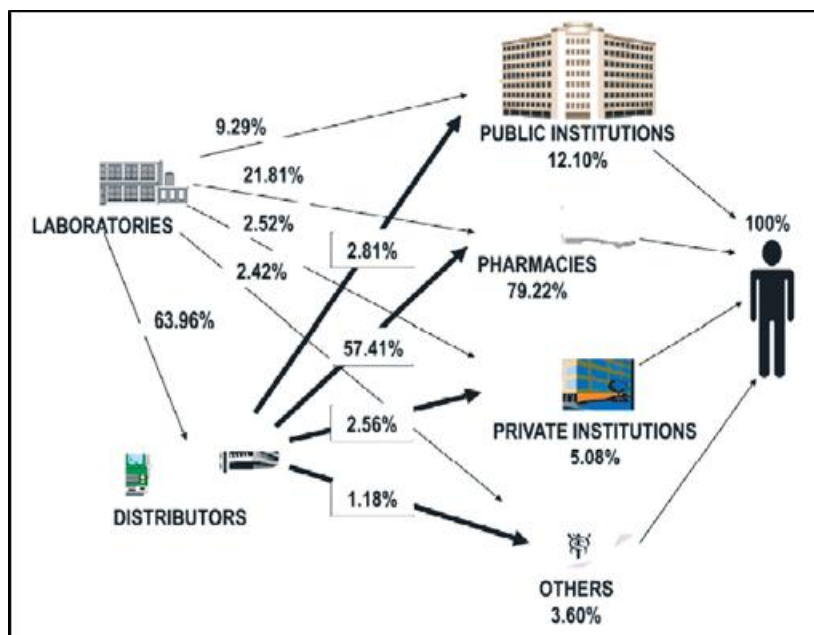 PUBLIC INSTITUTIONS
12.10%
9.29%
21.81%
LABORATORIES
2.52%
2.42%
63.96%
2.81%
PHARMACIES
79.22%
100%
57.41%
2.56%
PRIVATE INSTITUTIONS
5.08%
1.18%
DISTRIBUTORS
OTHERS
3.60%